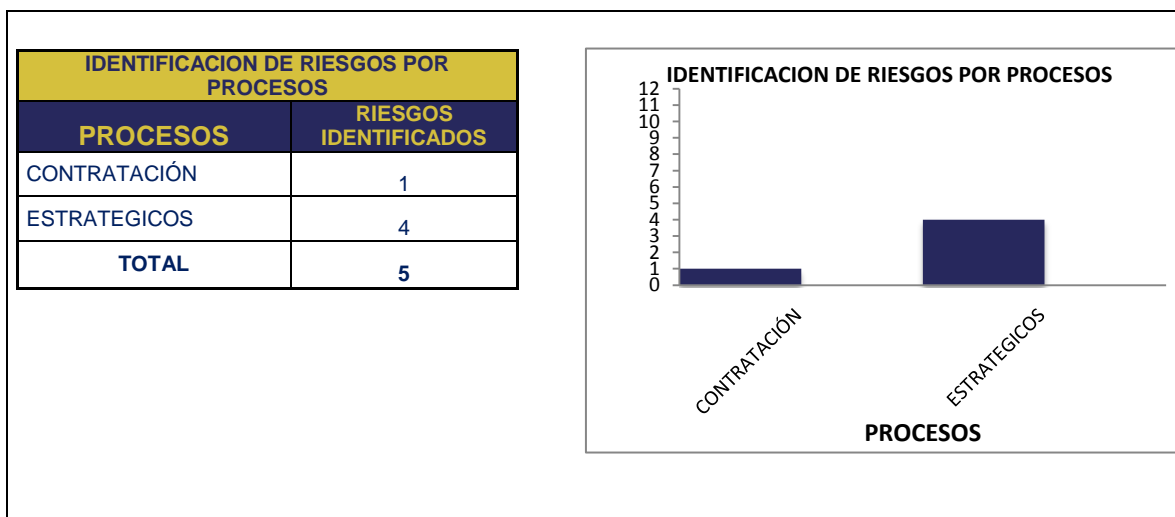 IDENTIFICACION DE RIESGOS POR
PROCESOS
PROCESOS
RIESGOS
IDENTIFICADOS
CONTRATACIÓN
1
ESTRATEGICOS
4
TOTAL
5
IDENTIFICACION DE RIESGOS POR PROCESOS
12
11
10
9
8
7
6
5
4
3
2
1
0
CONTRATACIÓN
ESTRATEGICOS
PROCESOS